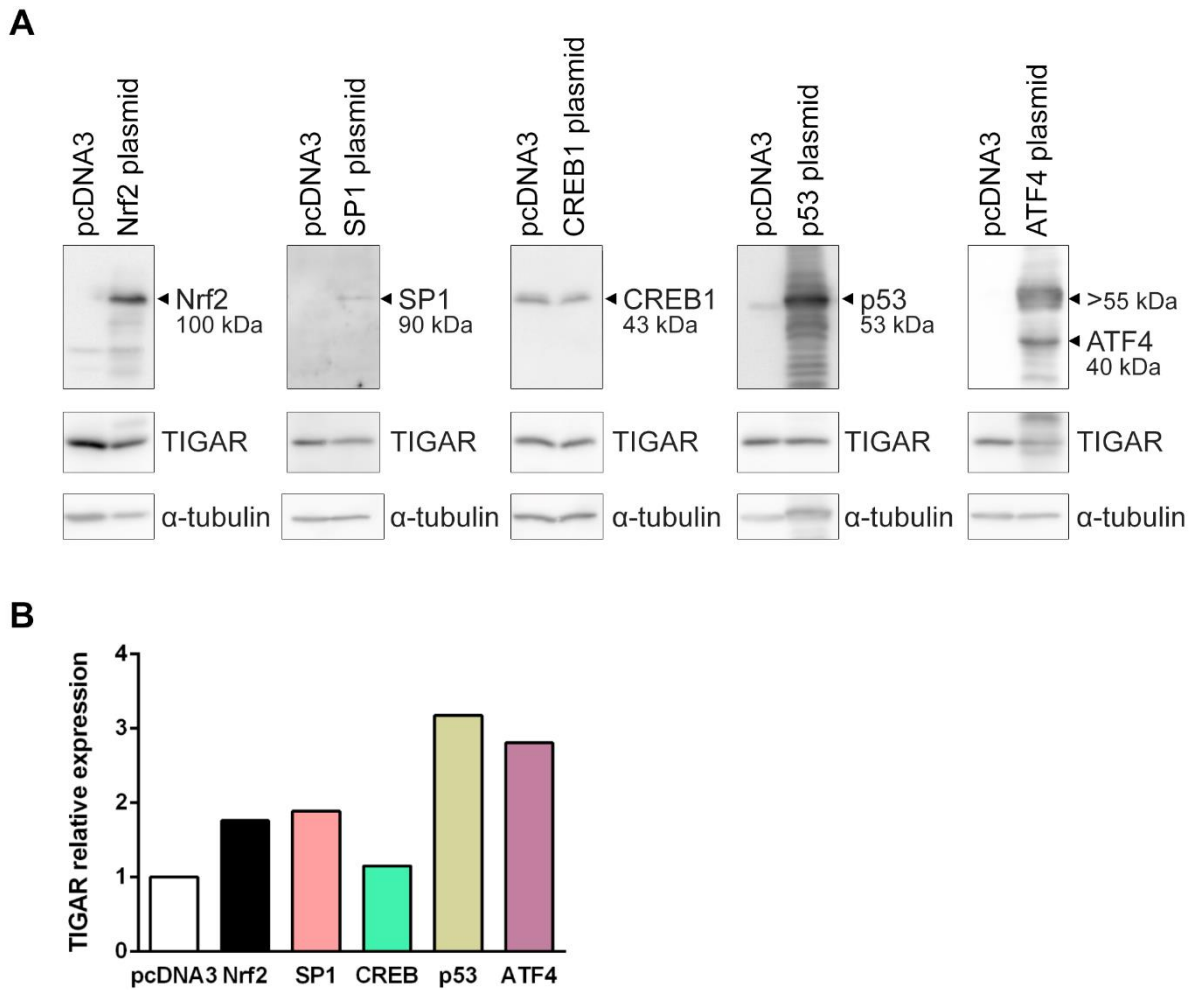 A
pcDNA3
Nrf2 plasmid
pcDNA3
SP1 plasmid
pcDNA3
CREB1 plasmid
pcDNA3
p53 plasmid
pcDNA3
ATF4 plasmid
Nrf2
100 kDa
SP1
90 kDa
CREB1
43 kDa
p53
53 kDa
>55 kDa
ATF4
40 kDa
TIGAR
TIGAR
TIGAR
TIGAR
TIGAR
α-tubulin
α-tubulin
α-tubulin
α-tubulin
α-tubulin
B
TIGAR relative expression
4
3
2
1
0
pcDNA3 Nrf2 SP1 CREB p53 ATF4